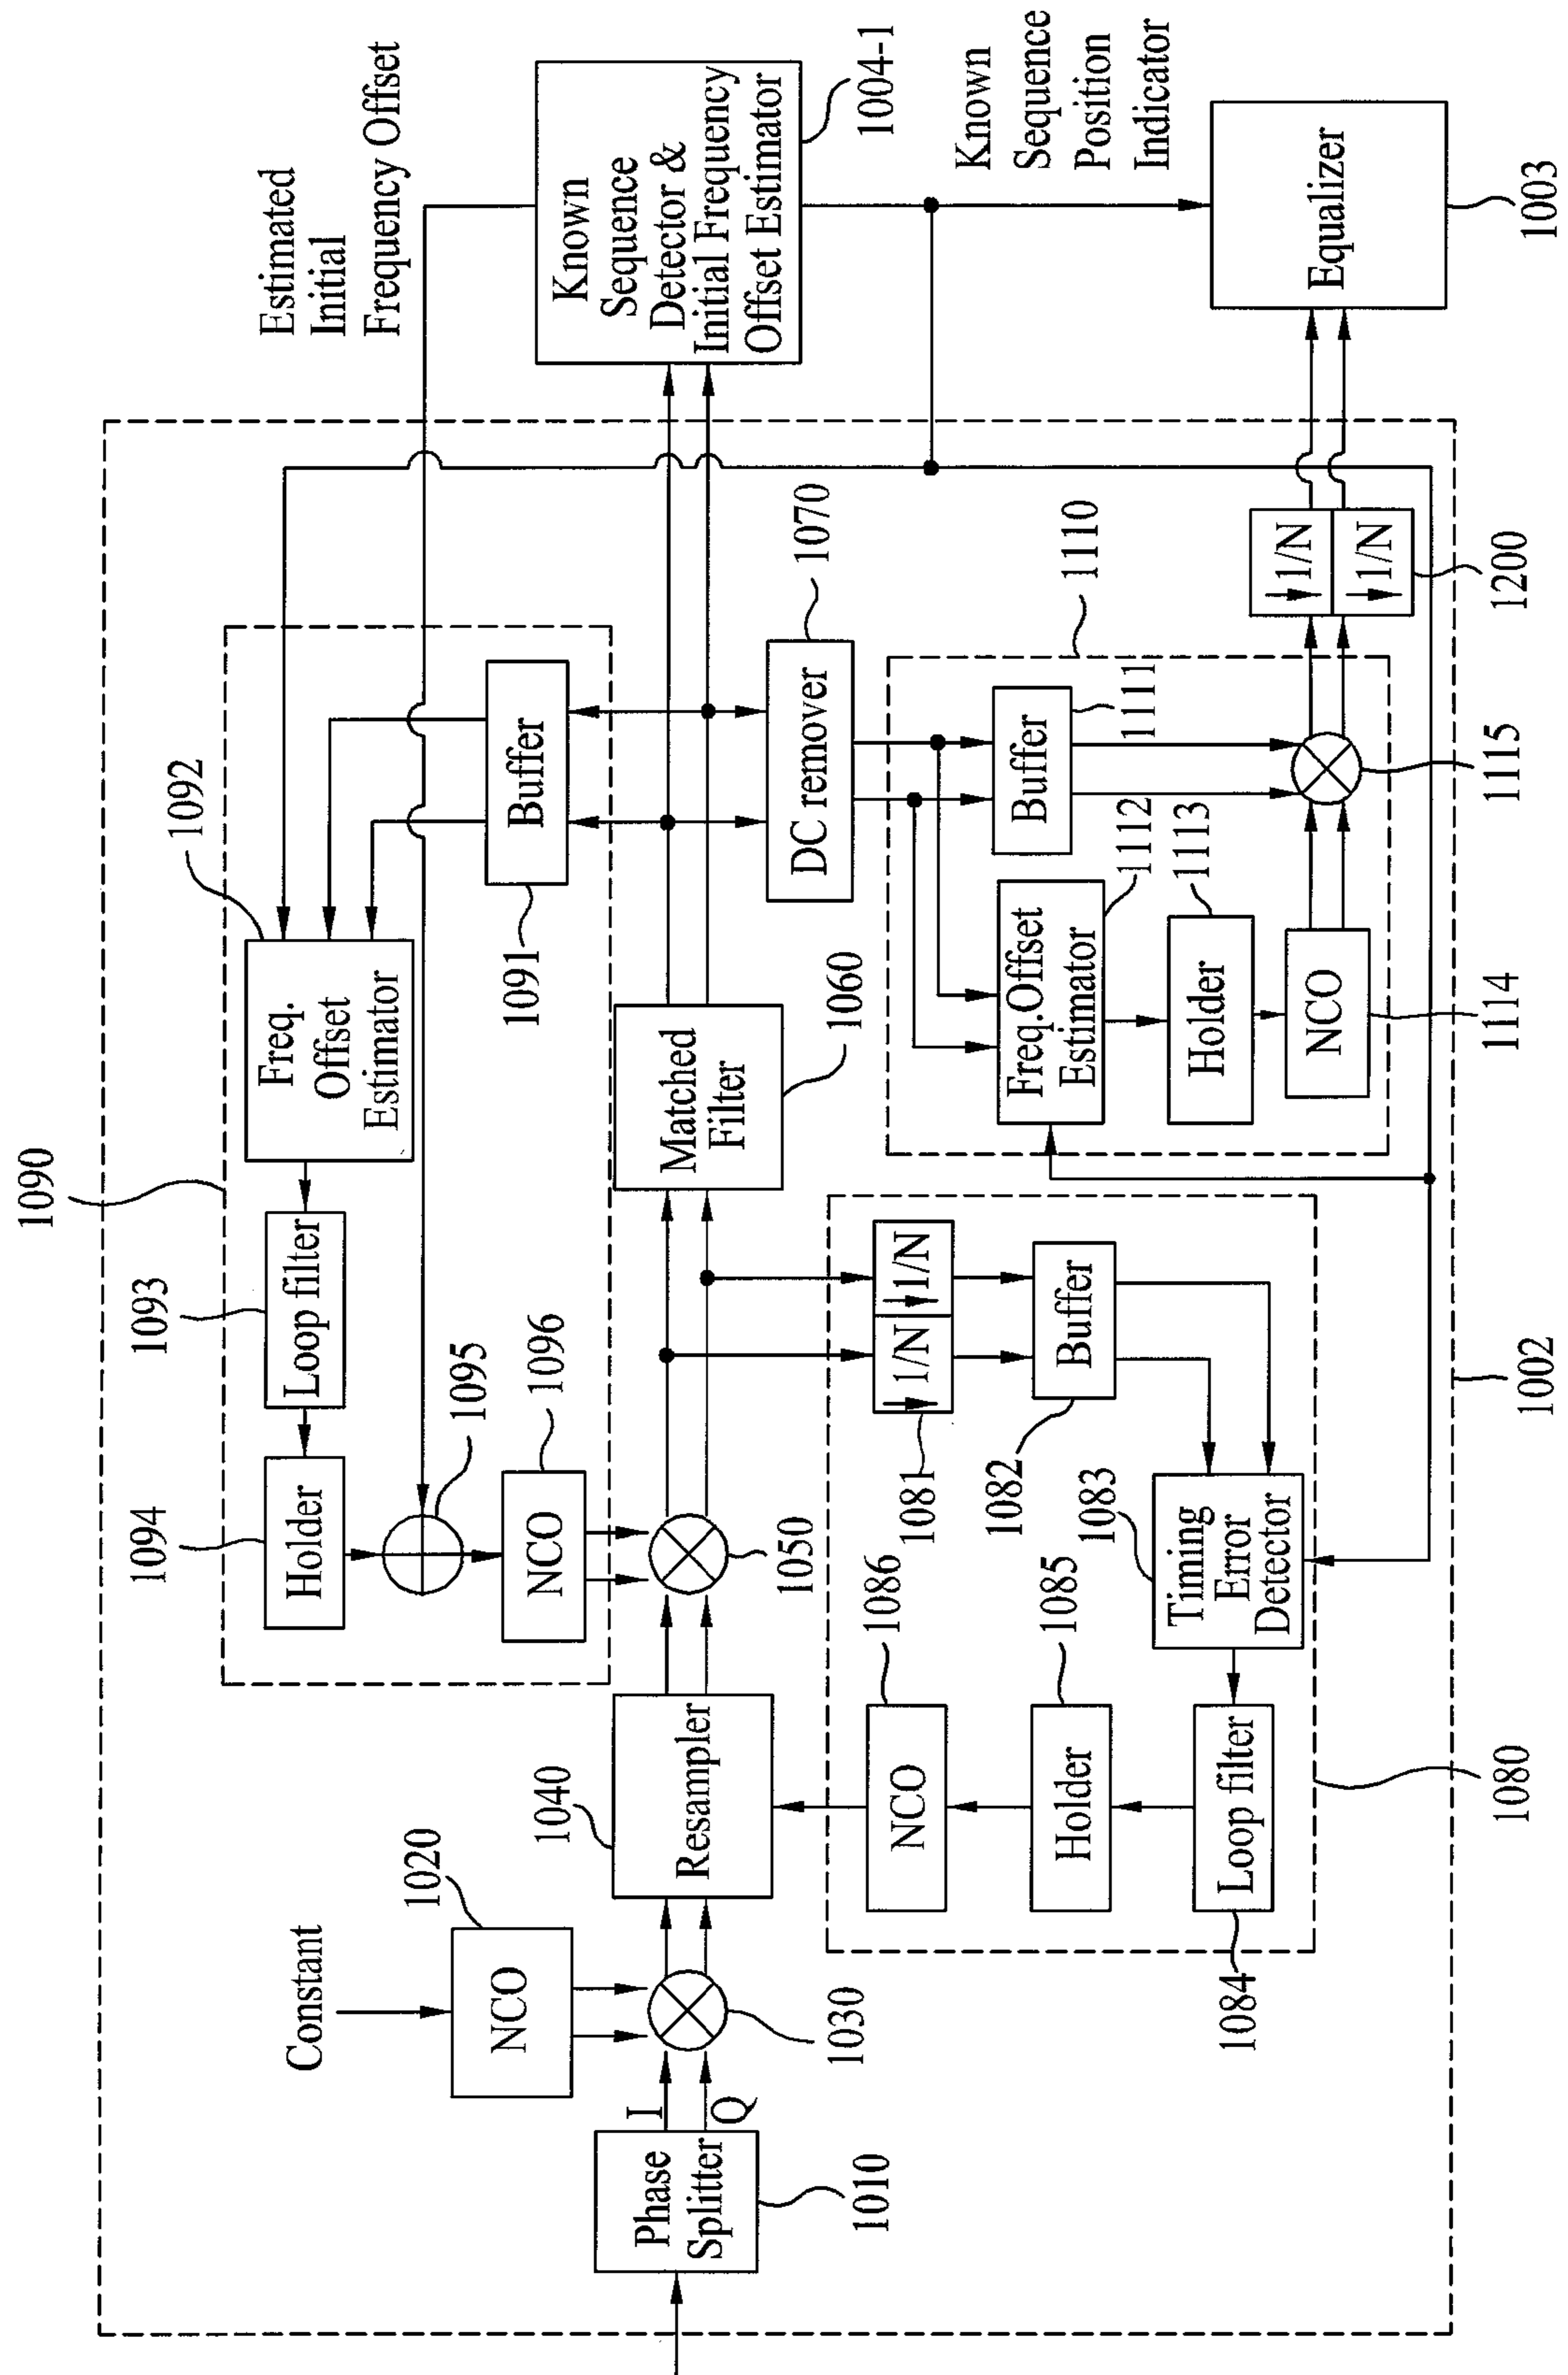 1090
1092
Freq.
Offset
Estimator
1093
Loop filter
1094
Holder
1095
1096
NCO
1091
Buffer
Estimated
Initial
Frequency Offset
Known
Sequence
Detector &
Initial Frequency
Offset Estimator
1004-1
Known
Sequence
Position
Indicator
Constant
1020
NCO
Phase
Splitter
1010
I
Q
1030
1040
Resampler
1050
Matched
Filter
1060
DC remover
1070
1110
Buffer
1111
Freq.Offset
Estimator
1112
Holder
1113
NCO
1114
1115
1/N
1/N
1200
Equalizer
1003
1/N
1/N
1081
Buffer
1082
1083
Timing
Error
Detector
1086
NCO
1085
Holder
Loop filter
1084
1080
1002